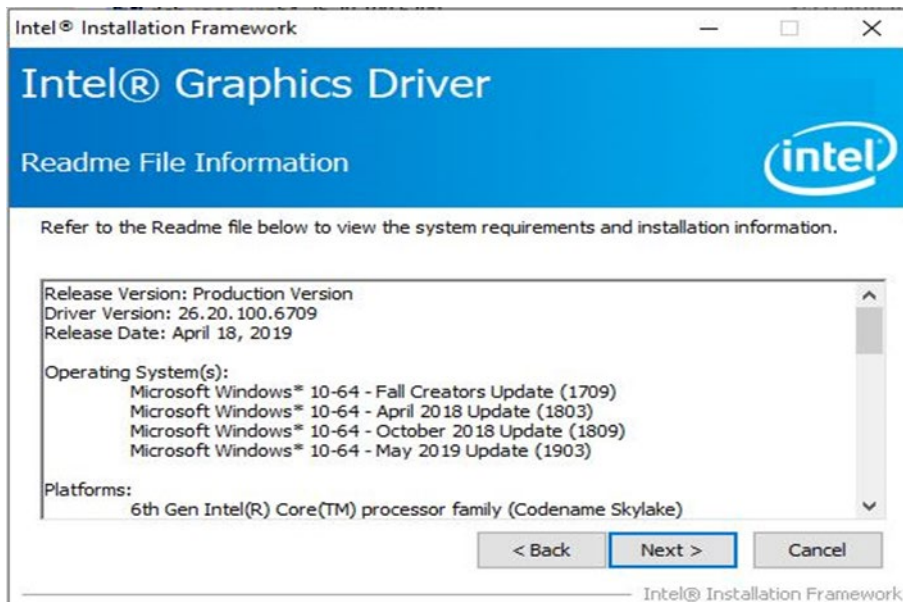 Intel® Installation Framework
Intel® Graphics Driver
Readme File Information
intel
Refer to the Readme file below to view the system requirements and installation information.
Release Version: Production Version
Driver Version: 26.20.100.6709
Release Date: April 18, 2019
Operating System(s):
Microsoft Windows* 10-64 - Fall Creators Update (1709)
Microsoft Windows* 10-64 - April 2018 Update (1803)
Microsoft Windows* 10-64 - October 2018 Update (1809)
Microsoft Windows* 10-64 - May 2019 Update (1903)
Platforms:
6th Gen Intel(R) Core(TM) processor family (Codename Skylake)
< Back Next > Cancel
Intel® Installation Framework